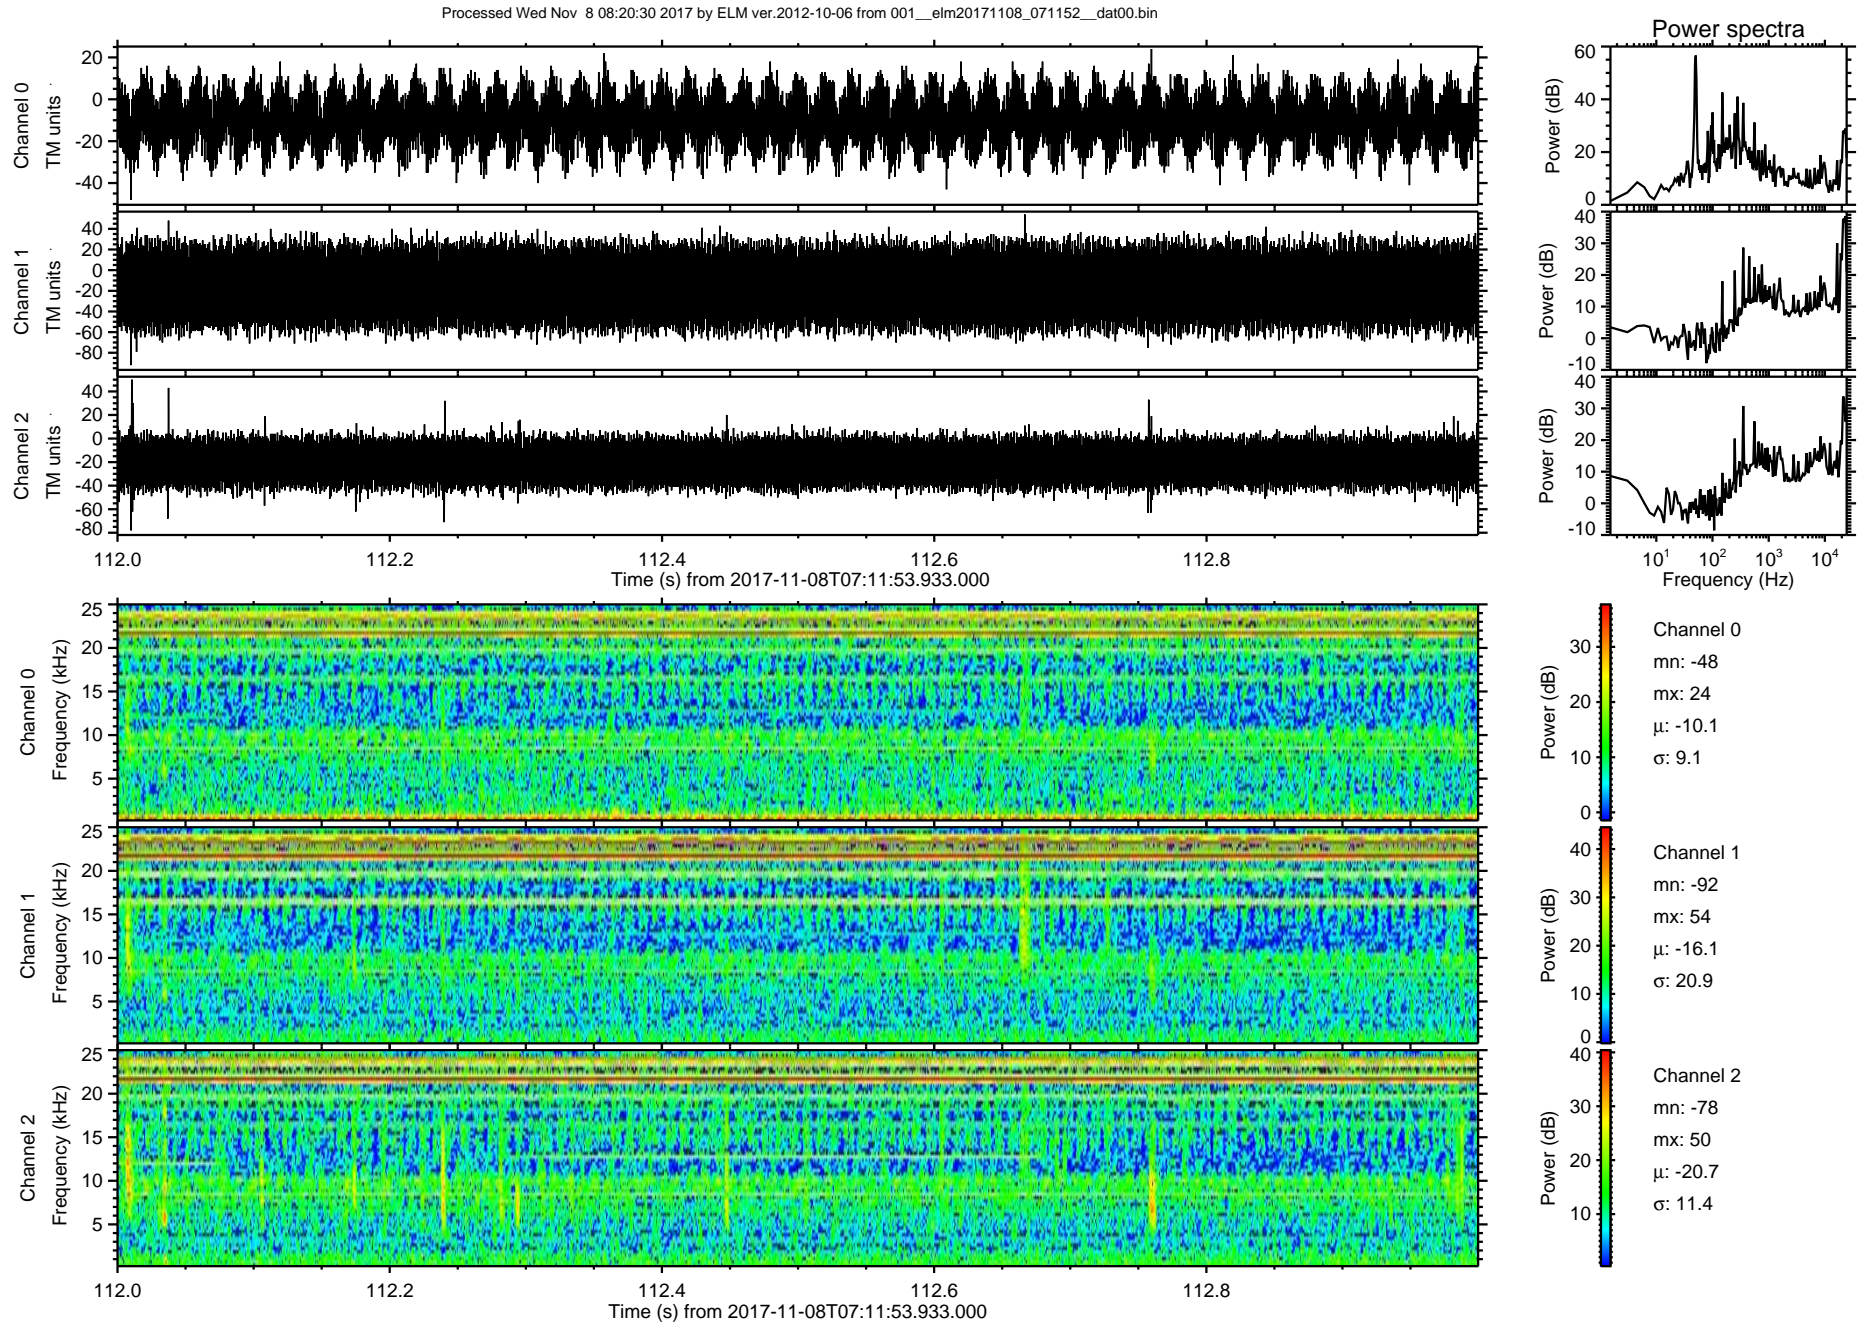 Processed Wed Nov  8 08:20:30 2017 by ELM ver.2012-10-06 from 001__elm20171108_071152__dat00.bin
Power spectra
Channel 0
TM units
20
0
-20
-40
Power (dB)
60
40
20
0
Channel 1
TM units
40
20
0
-20
-40
-60
-80
Power (dB)
40
30
20
10
0
-10
Channel 2
TM units
40
20
0
-20
-40
-60
-80
Power (dB)
40
30
20
10
0
-10
112.0 112.2 112.4 112.6 112.8
Time (s) from 2017-11-08T07:11:53.933.000
10^1 10^2 10^3 10^4
Frequency (Hz)
Channel 0
Frequency (kHz)
25
20
15
10
5
Power (dB)
30
20
10
0
Channel 0
mn: -48
mx: 24
μ: -10.1
σ: 9.1
Channel 1
Frequency (kHz)
25
20
15
10
5
Power (dB)
40
30
20
10
0
Channel 1
mn: -92
mx: 54
μ: -16.1
σ: 20.9
Channel 2
Frequency (kHz)
25
20
15
10
5
Power (dB)
40
30
20
10
Channel 2
mn: -78
mx: 50
μ: -20.7
σ: 11.4
112.0 112.2 112.4 112.6 112.8
Time (s) from 2017-11-08T07:11:53.933.000